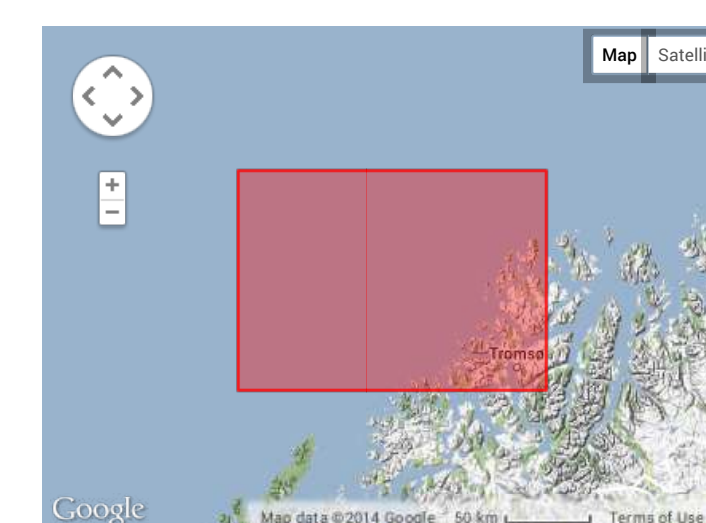 Map Satelli
+
−
Tromsø
Google
Map data ©2014 Google 50 km Terms of Use